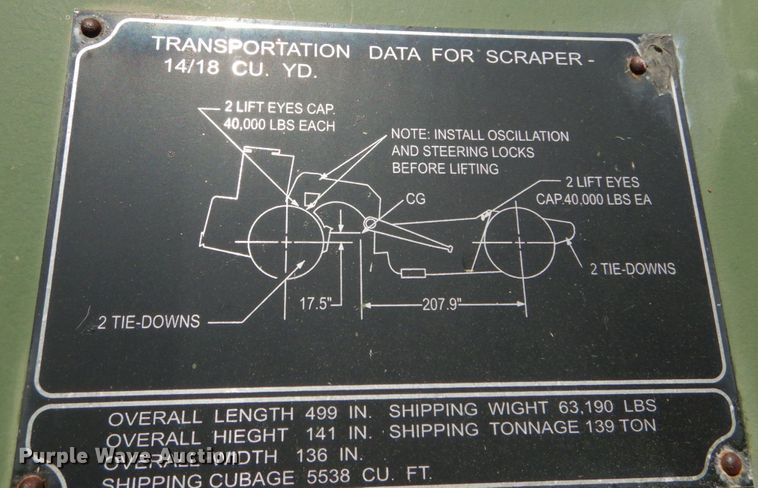 TRANSPORTATION DATA FOR SCRAPER -
14/18 CU. YD.
2 LIFT EYES CAP.
40,000 LBS EACH
NOTE: INSTALL OSCILLATION
AND STEERING LOCKS
BEFORE LIFTING
CG
2 LIFT EYES
CAP.40,000 LBS EA
2 TIE-DOWNS
17.5"
207.9"
2 TIE-DOWNS
OVERALL LENGTH 499 IN. SHIPPING WIGHT 63,190 LBS
OVERALL HIEGHT 141 IN. SHIPPING TONNAGE 139 TON
OVERALL WIDTH 136 IN.
SHIPPING CUBAGE 5538 CU. FT.
Purple Wave Auction